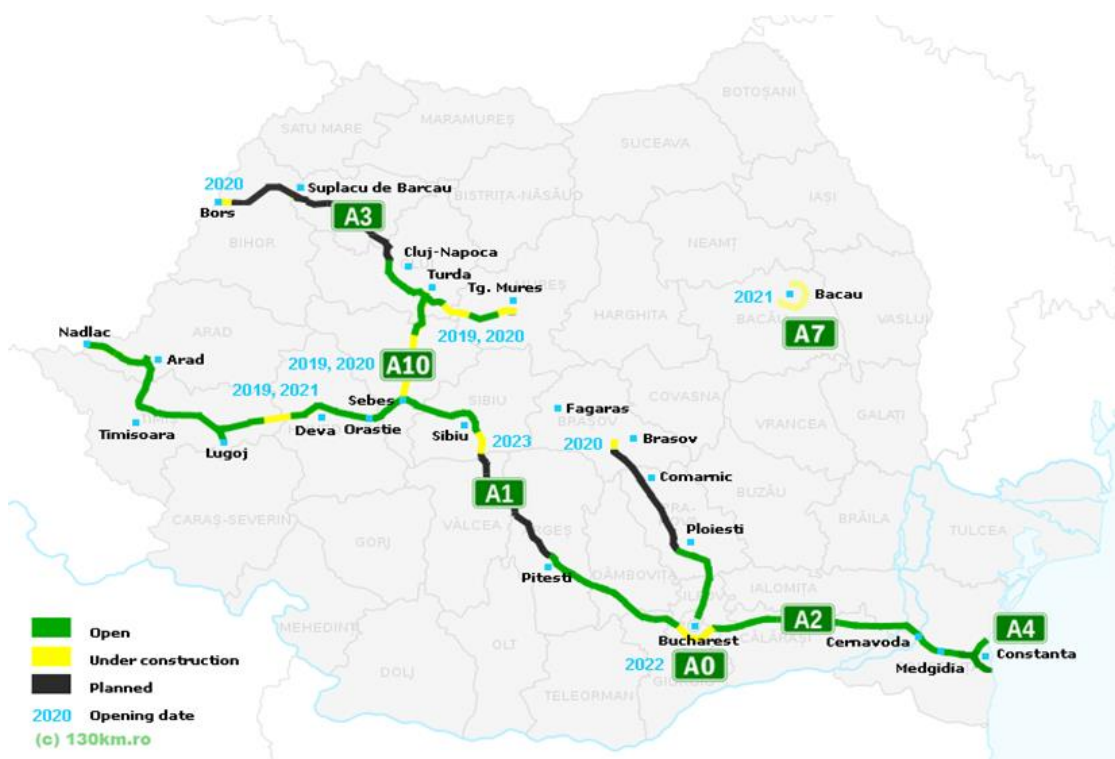 BOTOȘANI
SATU MARE
MARAMUREȘ
SUCEAVA
2020
Suplacu de Barcau
BISTRIȚA-NĂSĂUD
IAȘI
Bors
A3
BIHOR
NEAMȚ
Cluj-Napoca
Turda
Tg. Mures
2021
Bacau
HARGHITA
BACĂU
VASLUI
Nadlac
ARAD
A7
Arad
2019, 2020
2019, 2020
A10
2019, 2021
Sebes
SIBIU
COVASNA
Fagaras
BRASOV
VRANCEA
GALAȚI
Timisoara
Deva
Orastie
Sibiu
2023
2020
Brasov
Lugoj
Comarnic
A1
BUZĂU
CARAȘ-SEVERIN
GORJ
VÂLCEA
BRĂILA
TULCEA
Ploiesti
Pitesti
DÂMBOVIȚA
IALOMIȚA
A2
A4
MEHEDINȚ
OLT
Bucharest
CĂLĂRAȘI
Cernavoda
Constanta
2022
A0
Medgidia
DOLJ
GIURGIU
TELEORMAN
Open
Under construction
Planned
2020 Opening date
(c) 130km.ro